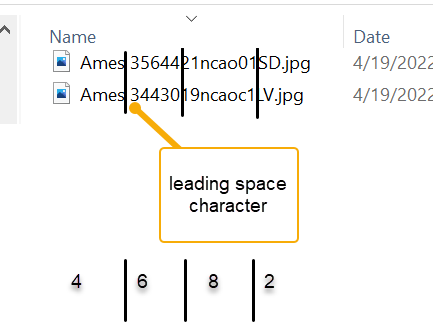 Name Date
Ames 3564421ncao01SD.jpg 4/19/2022
Ames 3443019ncaoc1LV.jpg 4/19/2022
leading space
character
4 6 8 2